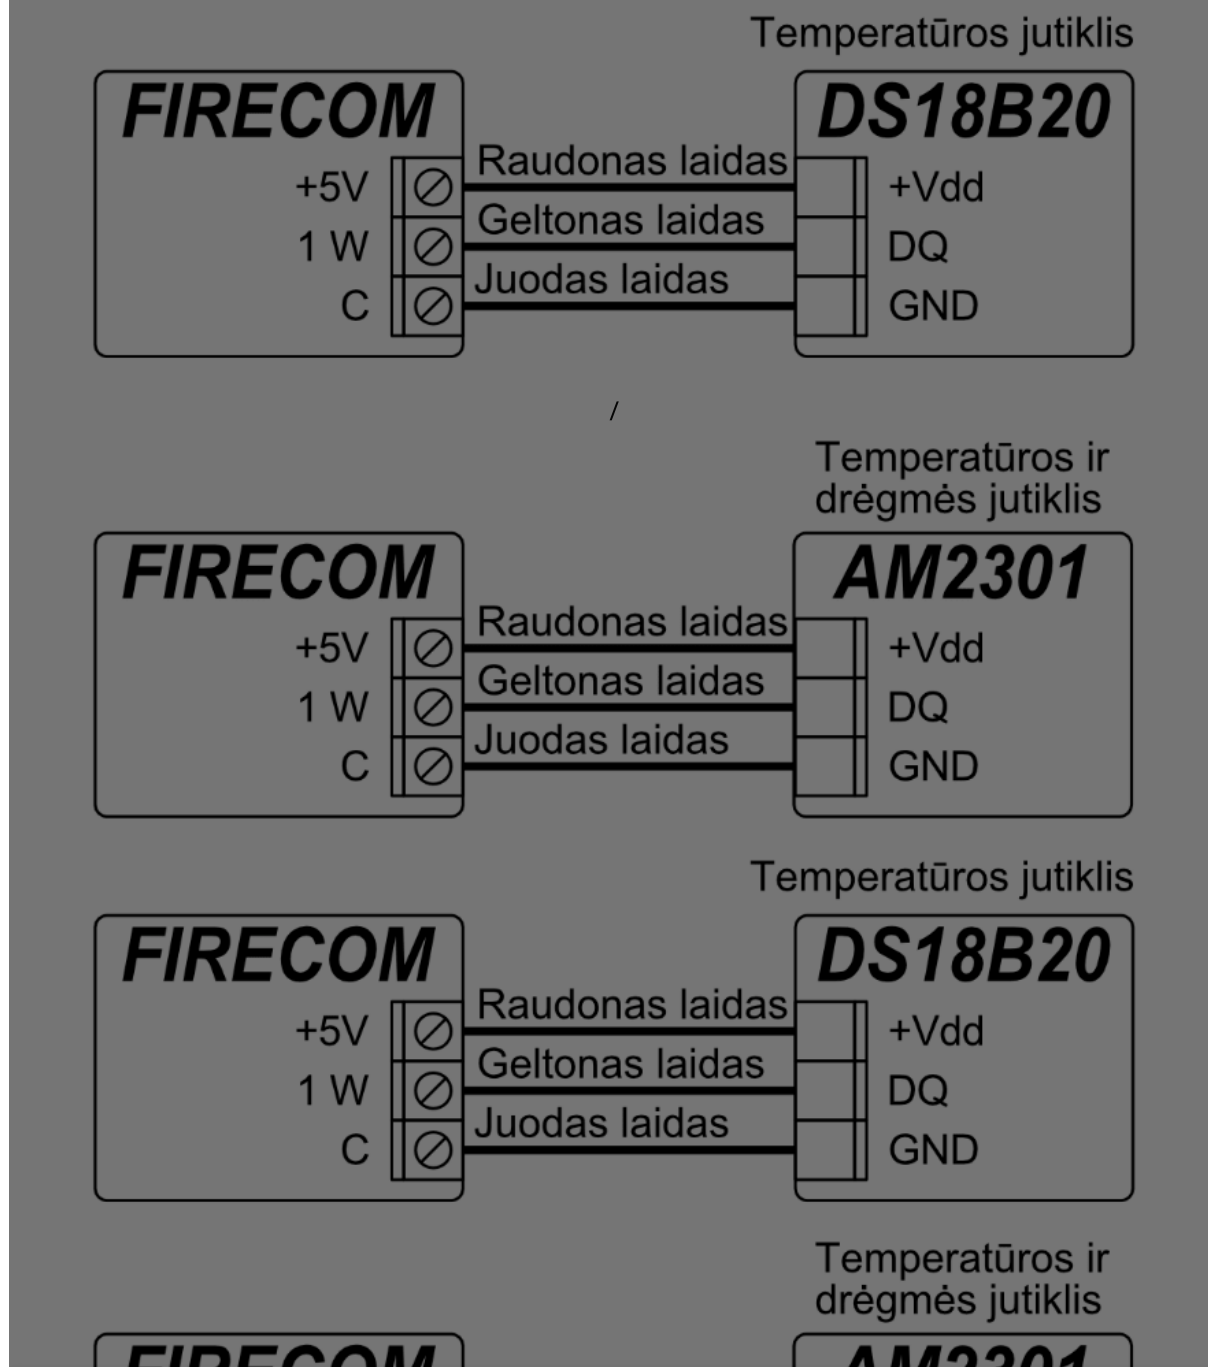 Temperatūros jutiklis
FIRECOM
DS18B20
Raudonas laidas
+5V
+Vdd
Geltonas laidas
1 W
DQ
Juodas laidas
C
GND
/
Temperatūros ir
drėgmės jutiklis
FIRECOM
AM2301
Raudonas laidas
+5V
+Vdd
Geltonas laidas
1 W
DQ
Juodas laidas
C
GND
Temperatūros jutiklis
FIRECOM
DS18B20
Raudonas laidas
+5V
+Vdd
Geltonas laidas
1 W
DQ
Juodas laidas
C
GND
Temperatūros ir
drėgmės jutiklis
FIRECOM
AM2301